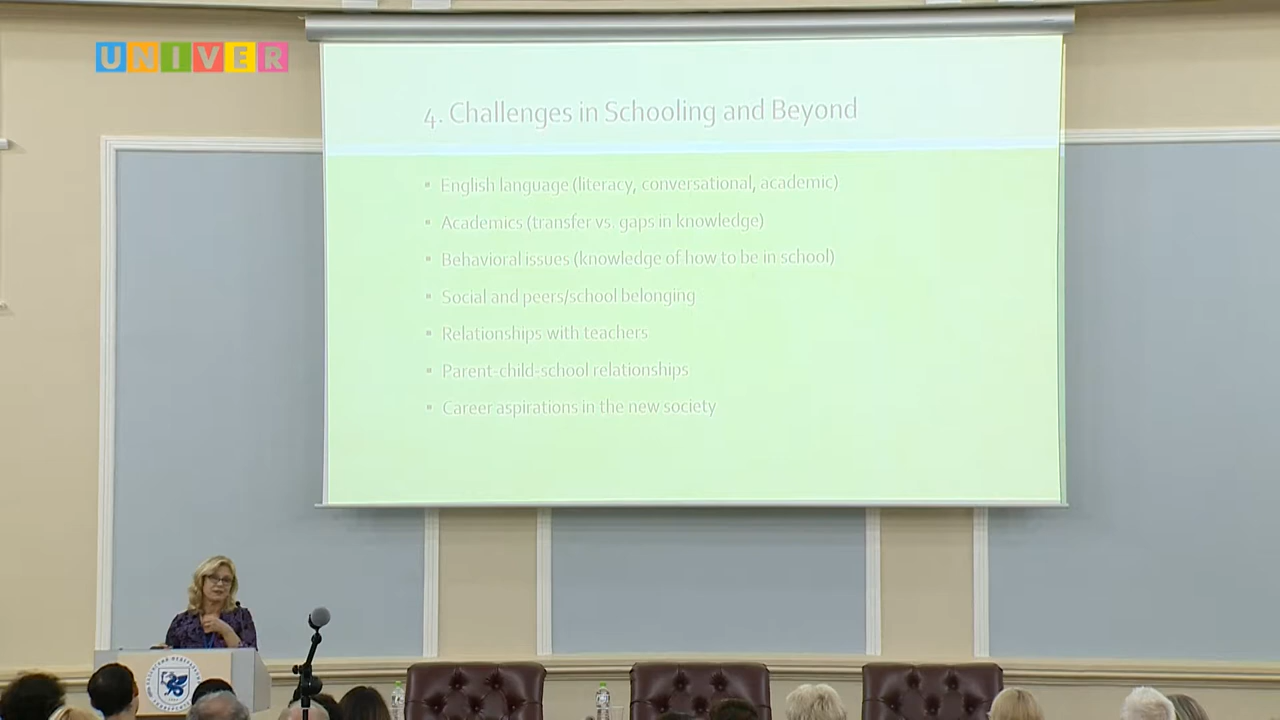 UNIVER
4. Challenges in Schooling and Beyond
▪ English language (literacy, conversational, academic)
▪ Academics (transfer vs. gaps in knowledge)
▪ Behavioral issues (knowledge of how to be in school)
▪ Social and peers/school belonging
▪ Relationships with teachers
▪ Parent-child-school relationships
▪ Career aspirations in the new society